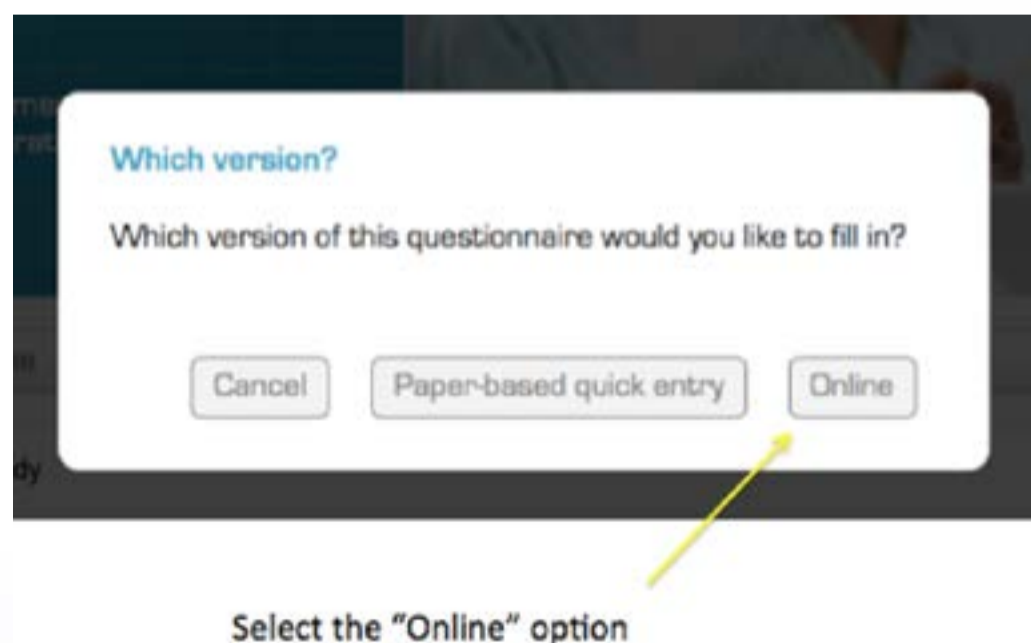 Which version?
Which version of this questionnaire would you like to fill in?
Cancel
Paper-based quick entry
Online
dy
Select the “Online” option